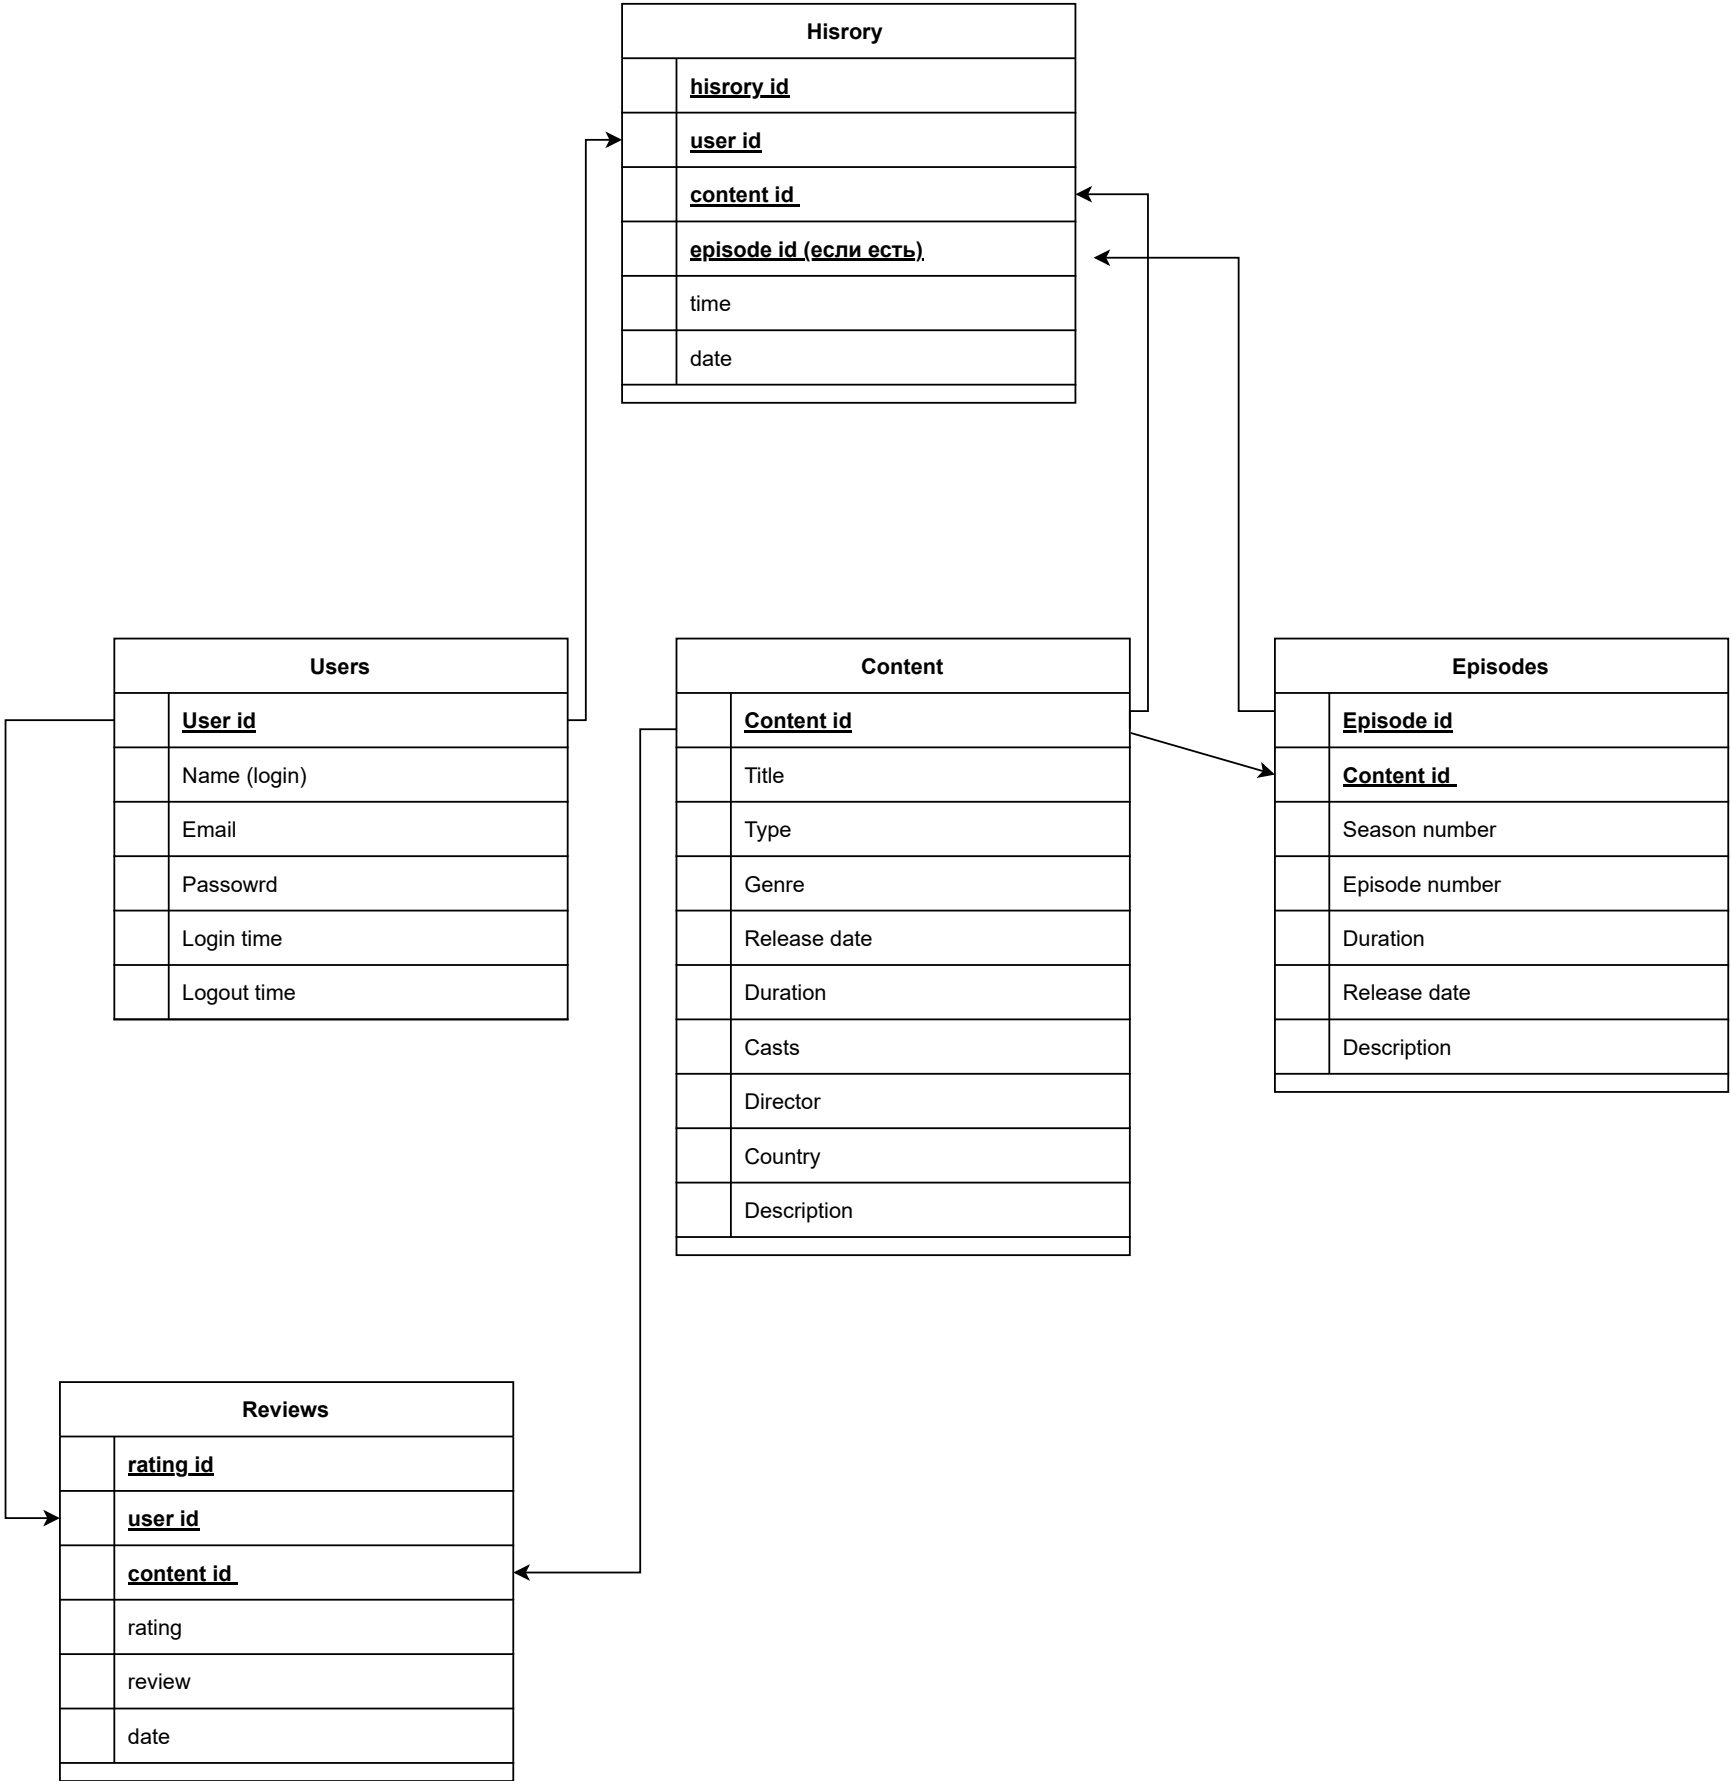 Hisrory
hisrory id
user id
content id
episode id (если есть)
time
date
Users
User id
Name (login)
Email
Passowrd
Login time
Logout time
Content
Content id
Title
Type
Genre
Release date
Duration
Casts
Director
Country
Description
Episodes
Episode id
Content id
Season number
Episode number
Duration
Release date
Description
Reviews
rating id
user id
content id
rating
review
date